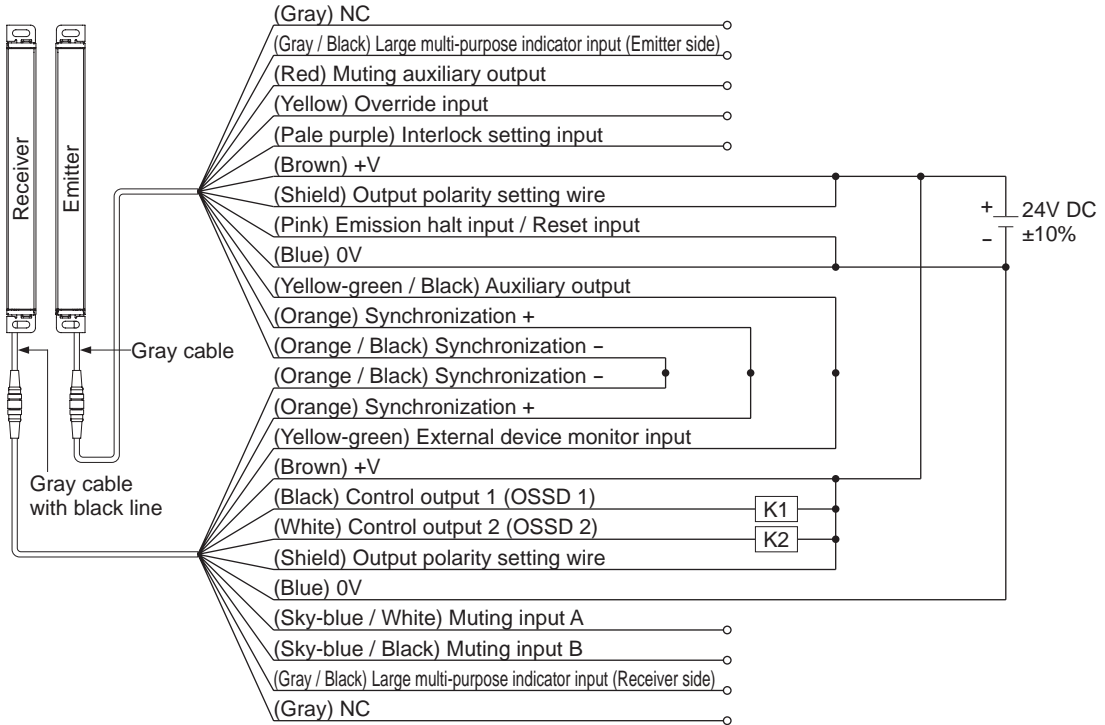 Receiver
Emitter
Gray cable
Gray cable
with black line
(Gray) NC
(Gray / Black) Large multi-purpose indicator input (Emitter side)
(Red) Muting auxiliary output
(Yellow) Override input
(Pale purple) Interlock setting input
(Brown) +V
(Shield) Output polarity setting wire
(Pink) Emission halt input / Reset input
(Blue) 0V
(Yellow-green / Black) Auxiliary output
(Orange) Synchronization +
(Orange / Black) Synchronization −
(Orange / Black) Synchronization −
(Orange) Synchronization +
(Yellow-green) External device monitor input
(Brown) +V
(Black) Control output 1 (OSSD 1)
K1
(White) Control output 2 (OSSD 2)
K2
(Shield) Output polarity setting wire
(Blue) 0V
(Sky-blue / White) Muting input A
(Sky-blue / Black) Muting input B
(Gray / Black) Large multi-purpose indicator input (Receiver side)
(Gray) NC
+
−
24V DC
±10%